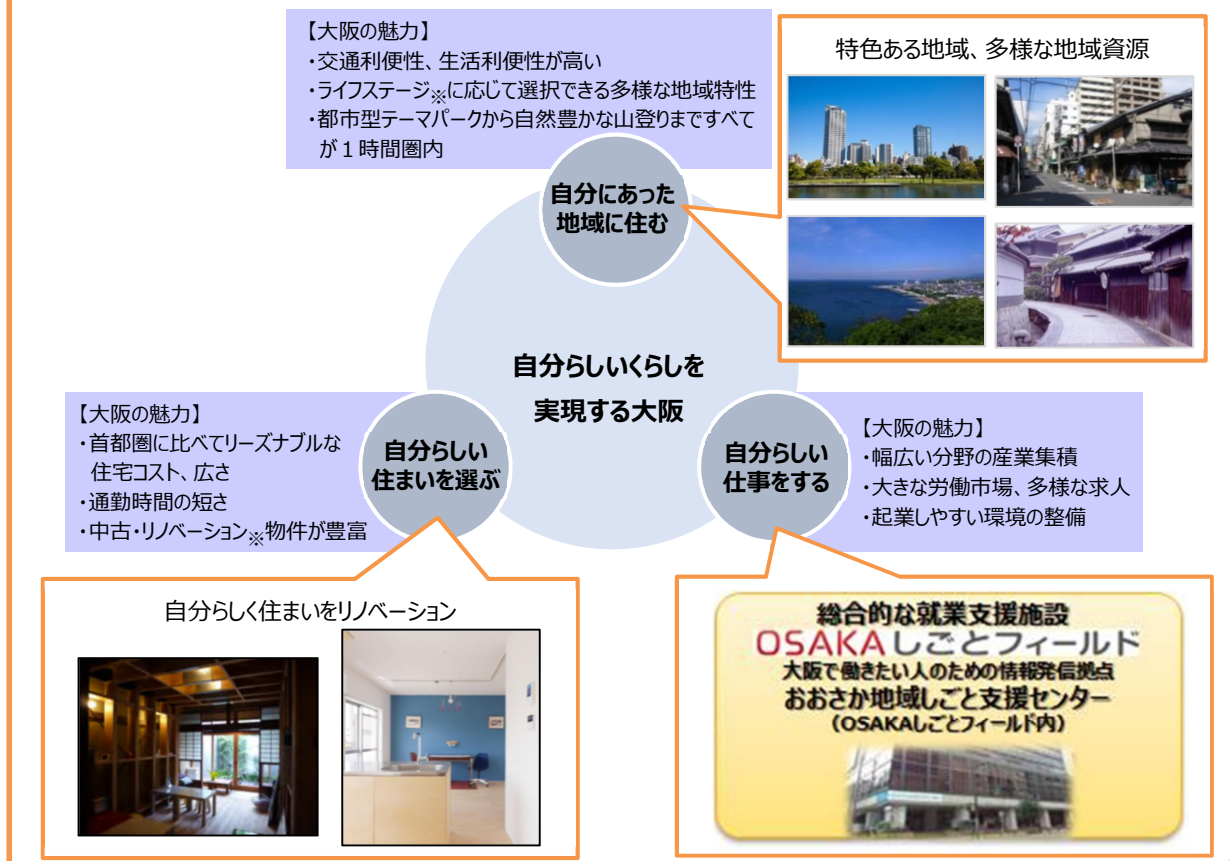 【大阪の魅力】
・交通利便性、生活利便性が高い
・ライフステージ※に応じて選択できる多様な地域特性
・都市型テーマパークから自然豊かな山登りまですべて
が１時間圏内
特色ある地域、多様な地域資源
自分にあった
地域に住む
自分らしいくらしを
実現する大阪
【大阪の魅力】
・首都圏に比べてリーズナブルな
住宅コスト、広さ
・通勤時間の短さ
・中古・リノベーション※物件が豊富
自分らしい
住まいを選ぶ
自分らしい
仕事をする
【大阪の魅力】
・幅広い分野の産業集積
・大きな労働市場、多様な求人
・起業しやすい環境の整備
自分らしく住まいをリノベーション
総合的な就業支援施設
OSAKAしごとフィールド
大阪で働きたい人のための情報発信拠点
おおさか地域しごと支援センター
（OSAKAしごとフィールド内）